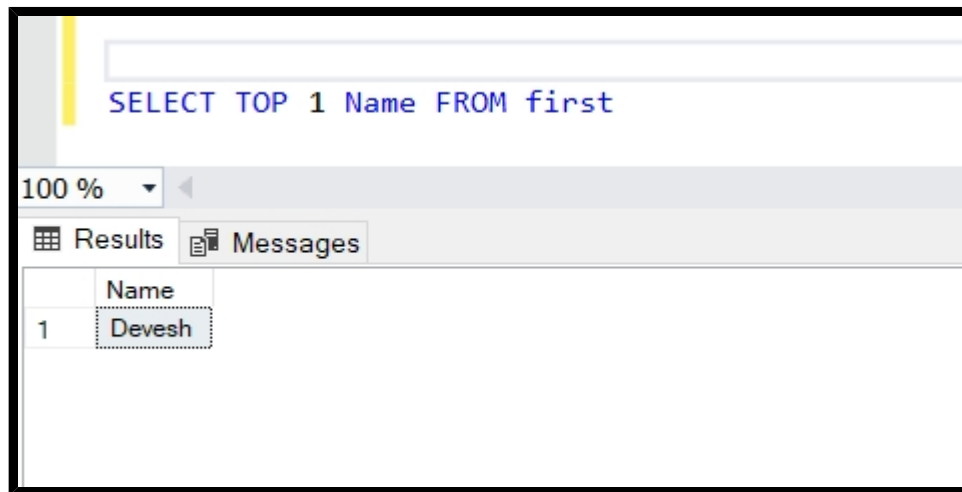 SELECT TOP 1 Name FROM first
100 %
Results Messages
Name
1 Devesh